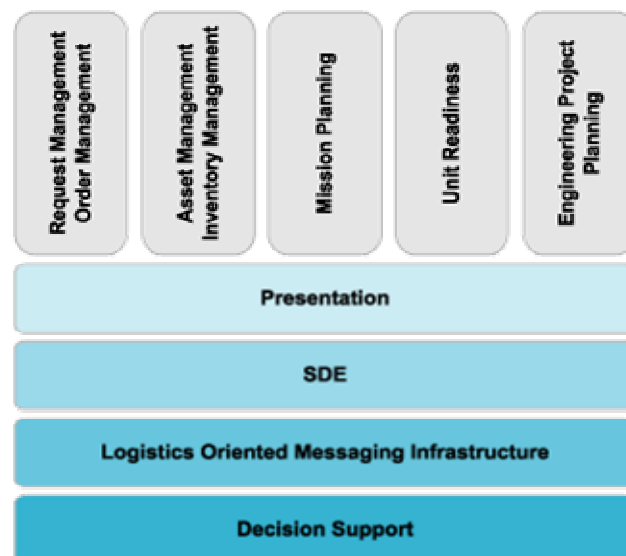 Request Management
Order Management
Asset Management
Inventory Management
Mission Planning
Unit Readiness
Engineering Project
Planning
Presentation
SDE
Logistics Oriented Messaging Infrastructure
Decision Support